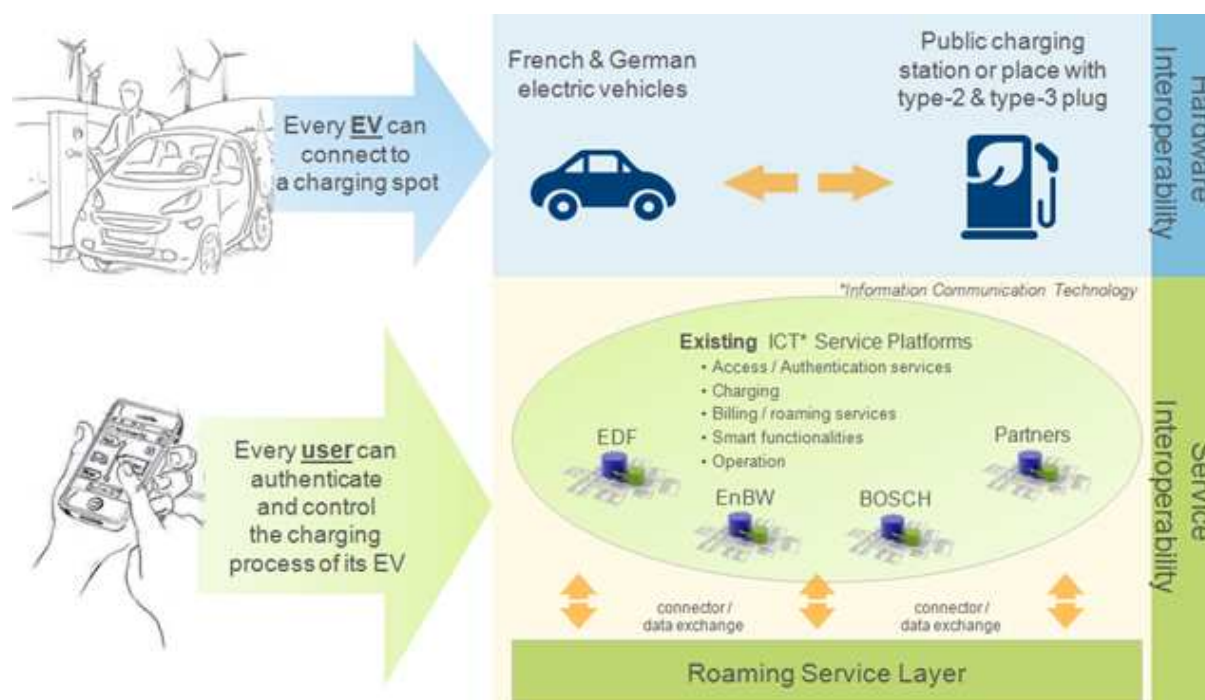 Every EV can
connect to
a charging spot
French & German
electric vehicles
Public charging
station or place with
type-2 & type-3 plug
Hardware
Interoperability
*Information Communication Technology
Every user can
authenticate
and control
the charging
process of its EV
Existing ICT* Service Platforms
• Access / Authentication services
• Charging
• Billing / roaming services
• Smart functionalities
• Operation
EDF
EnBW
BOSCH
Partners
connector /
data exchange
connector /
data exchange
Roaming Service Layer
Service
Interoperability